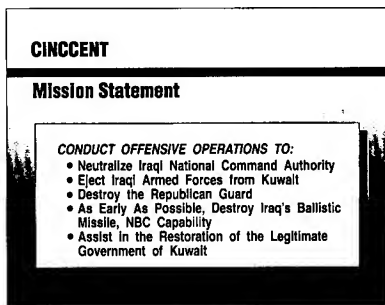 CINCCENT
Mission Statement
CONDUCT OFFENSIVE OPERATIONS TO:
• Neutralize Iraqi National Command Authority
• Eject Iraqi Armed Forces from Kuwait
• Destroy the Republican Guard
• As Early As Possible, Destroy Iraq's Ballistic
Missile, NBC Capability
• Assist in the Restoration of the Legitimate
Government of Kuwait